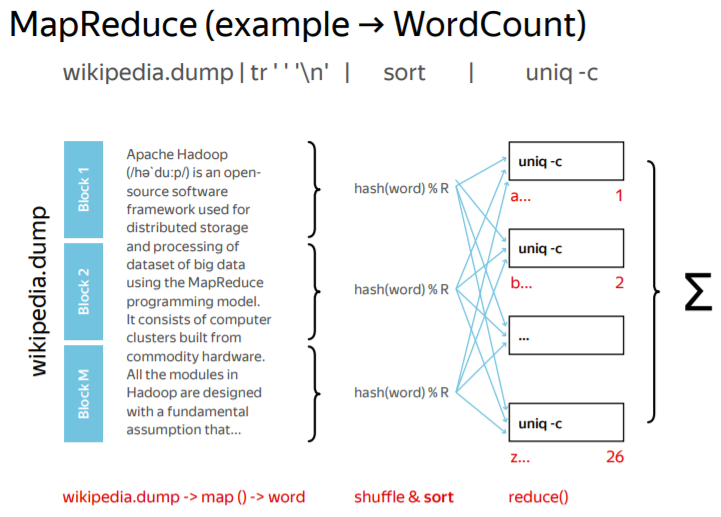 MapReduce (example → WordCount)
wikipedia.dump | tr ' ' '\n' | sort | uniq -c
wikipedia.dump
Block 1
Block 2
Block M
Apache Hadoop
(/həˈduːp/) is an open-
source software
framework used for
distributed storage
and processing of
dataset of big data
using the MapReduce
programming model.
It consists of computer
clusters built from
commodity hardware.
All the modules in
Hadoop are designed
with a fundamental
assumption that...
hash(word) % R
hash(word) % R
hash(word) % R
uniq -c
a... 1
uniq -c
b... 2
...
uniq -c
z... 26
Σ
wikipedia.dump -> map () -> word
shuffle & sort
reduce()